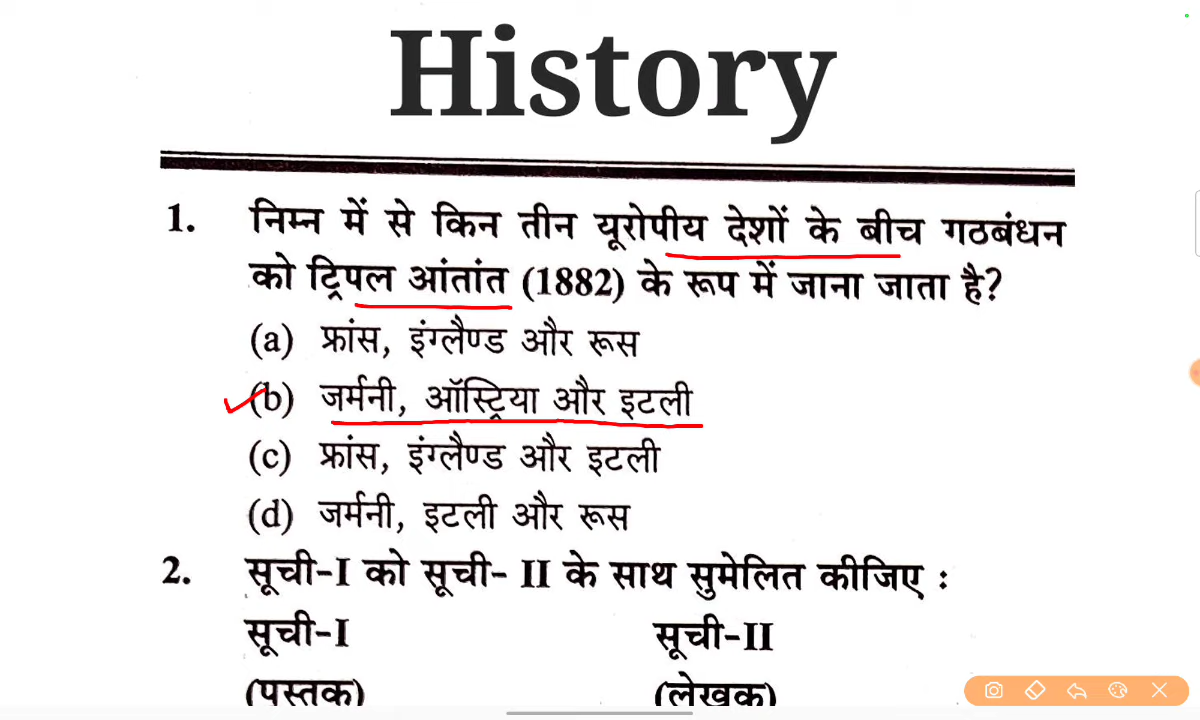 History
1. निम्न में से किन तीन यूरोपीय देशों के बीच गठबंधन
को ट्रिपल आंतांत (1882) के रूप में जाना जाता है?
(a) फ्रांस, इंग्लैण्ड और रूस
(b) जर्मनी, ऑस्ट्रिया और इटली
(c) फ्रांस, इंग्लैण्ड और इटली
(d) जर्मनी, इटली और रूस
2. सूची-I को सूची- II के साथ सुमेलित कीजिए :
सूची-I सूची-II
(पुस्तक) (लेखक)